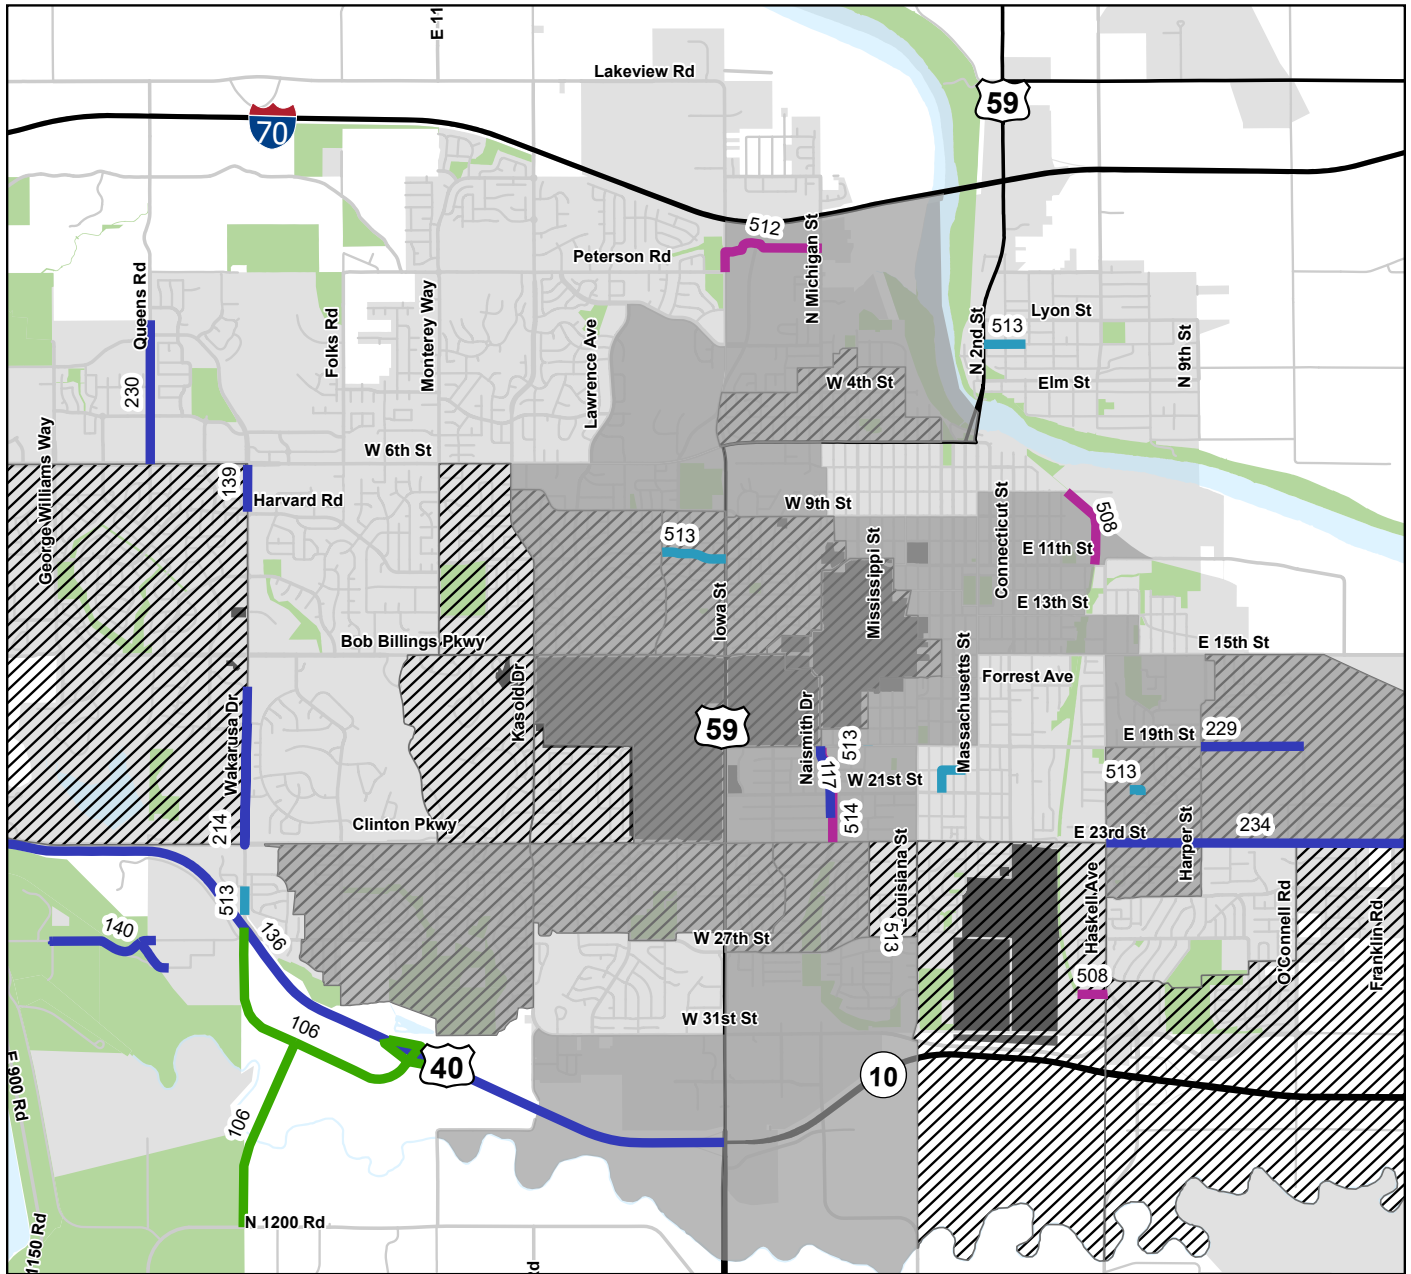 E 11
Lakeview Rd
59
70
512
N Michigan St
Peterson Rd
Queens Rd
Folks Rd
Monterey Way
Lawrence Ave
N 2nd St
Lyon St
513
N 9th St
Elm St
W 4th St
230
George Williams Way
W 6th St
139
Harvard Rd
W 9th St
Connecticut St
508
513
Mississippi St
E 11th St
Iowa St
E 13th St
Bob Billings Pkwy
E 15th St
Kasold Dr
Massachusetts St
Forrest Ave
59
Naismith Dr
513
Wakarusa Dr
E 19th St
229
117
W 21st St
513
214
Clinton Pkwy
514
E 23rd St
234
Harper St
Louisiana St
513
Haskell Ave
O'Connell Rd
Franklin Rd
140
136
W 27th St
513
508
106
W 31st St
40
10
E 900 Rd
106
N 1200 Rd
1150 Rd